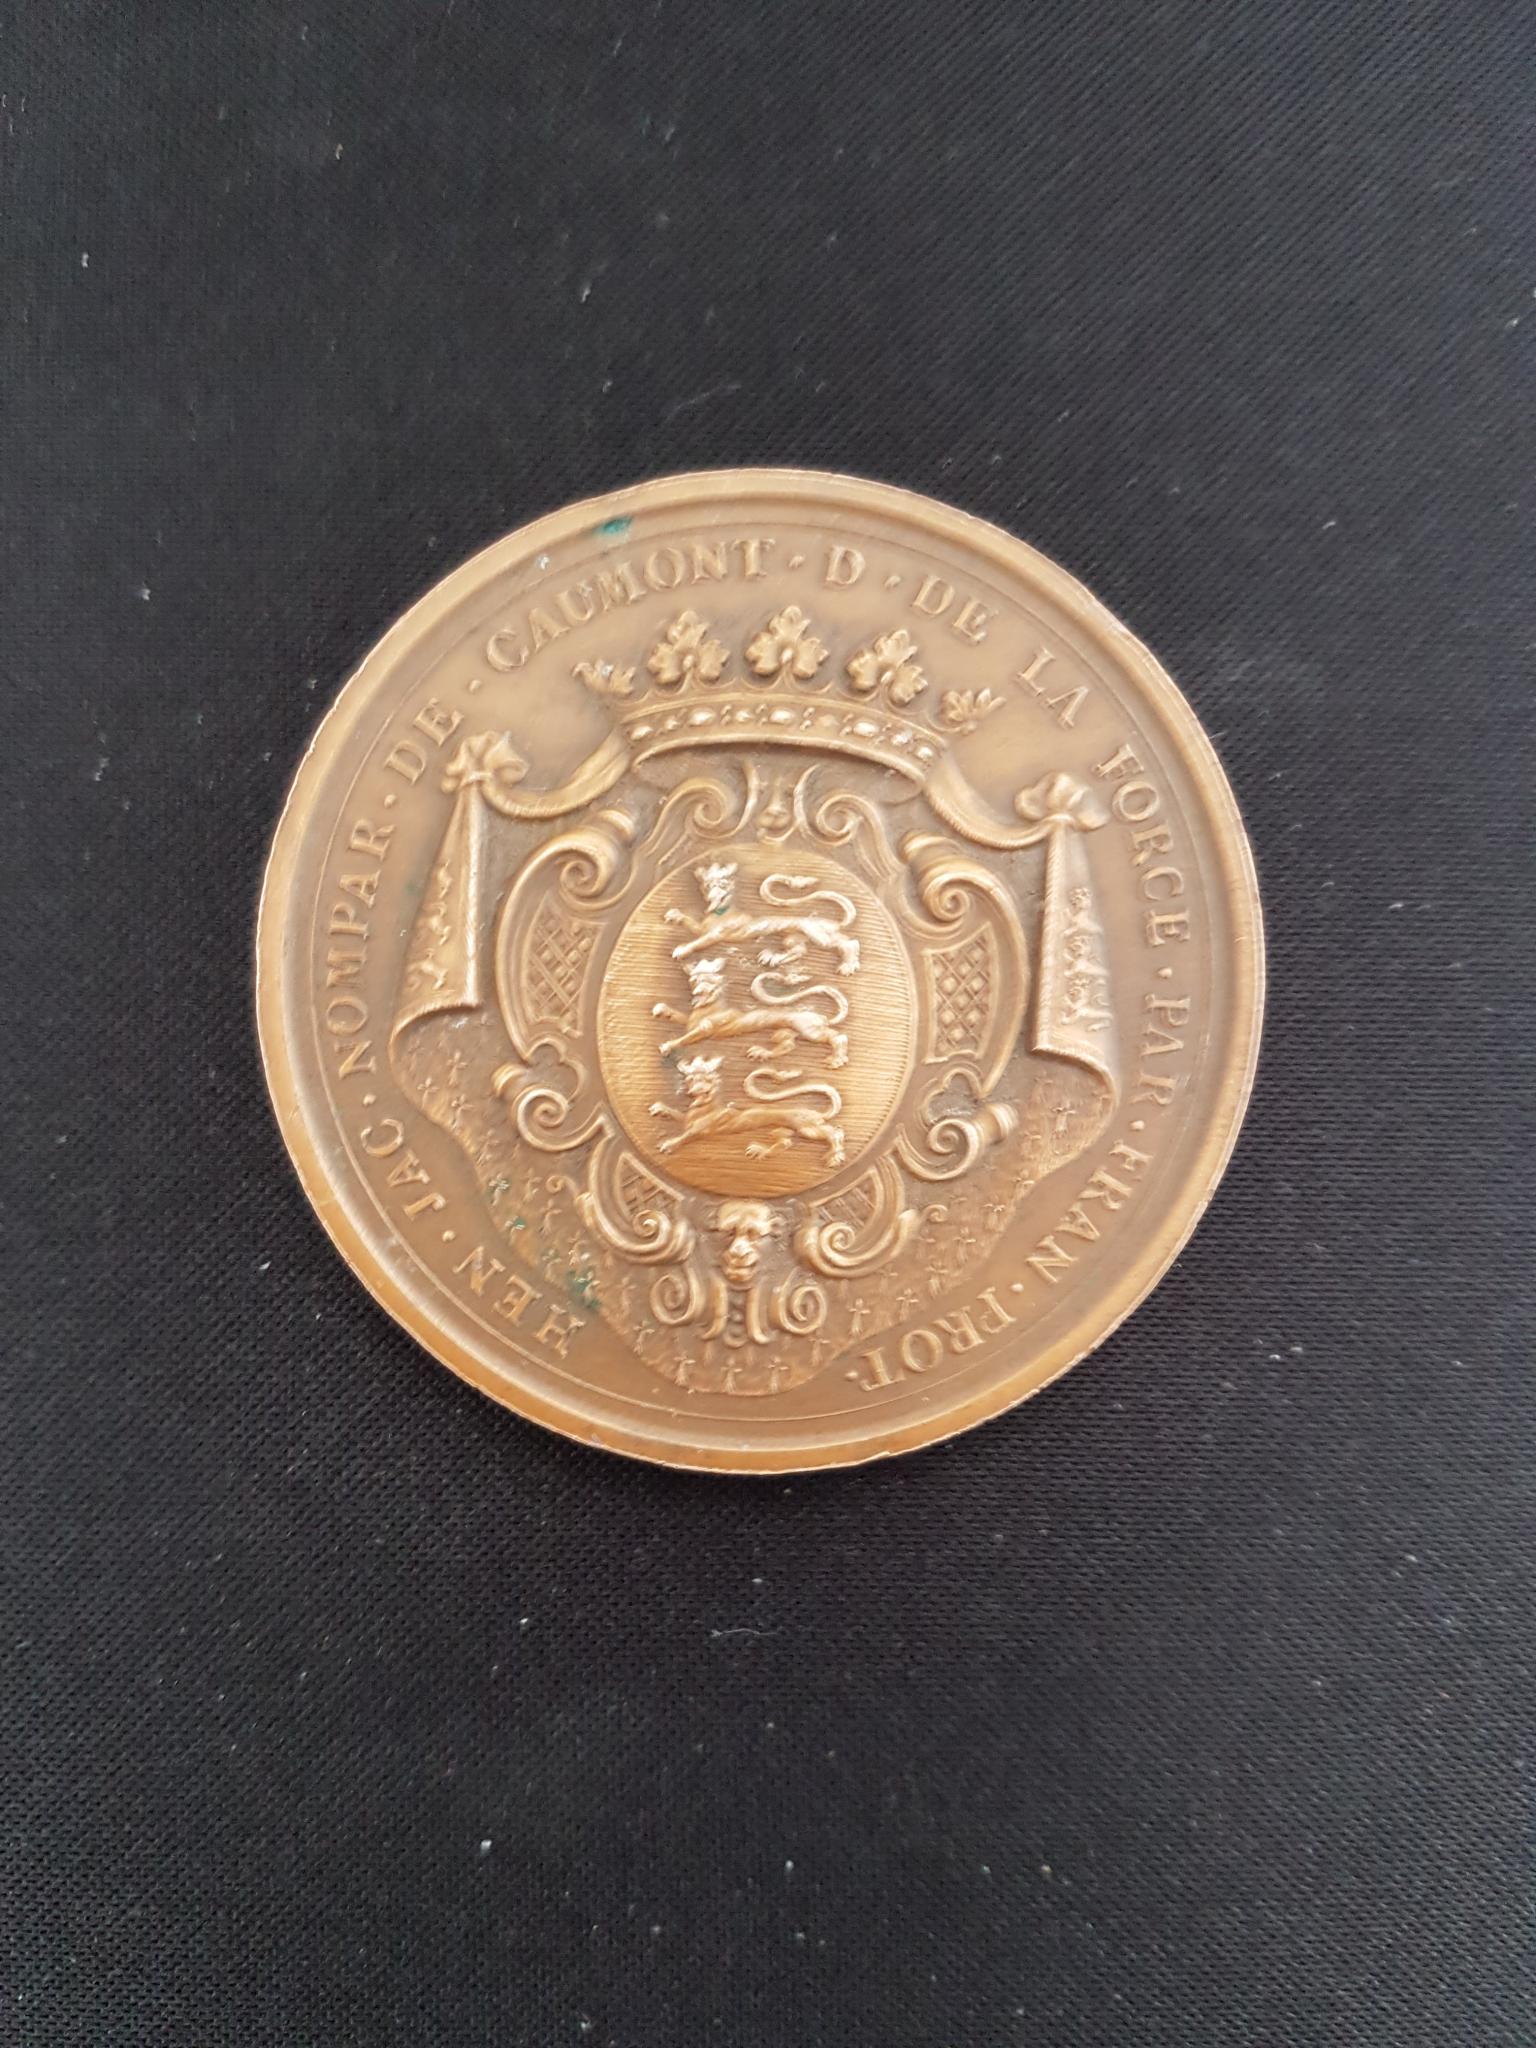 HEN · JAC · NOMPAR · DE · CAUMONT · D · DE LA FORCE · PAR · FRAN · PROT ·